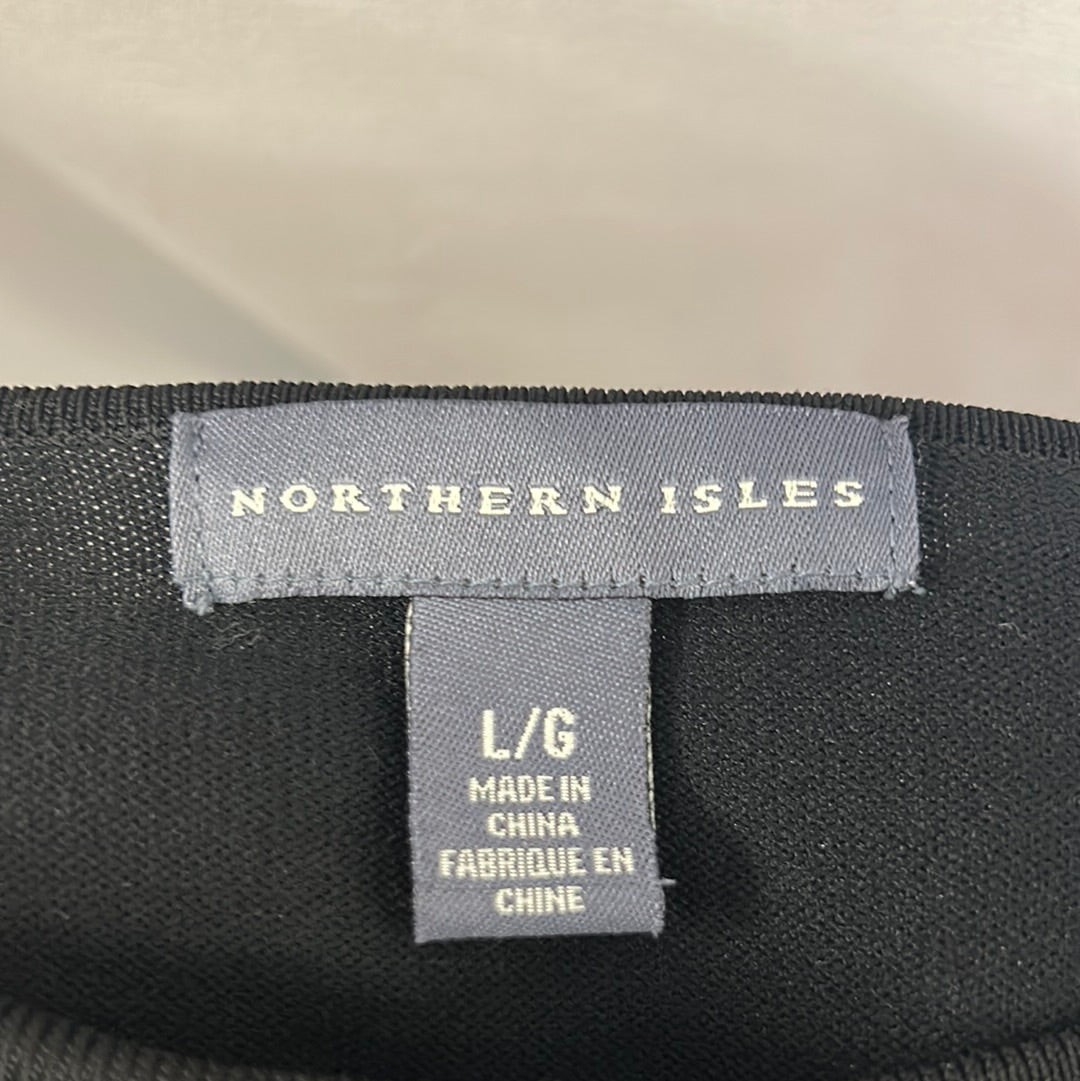 NORTHERN ISLES
L/G
MADE IN
CHINA
FABRIQUE EN
CHINE